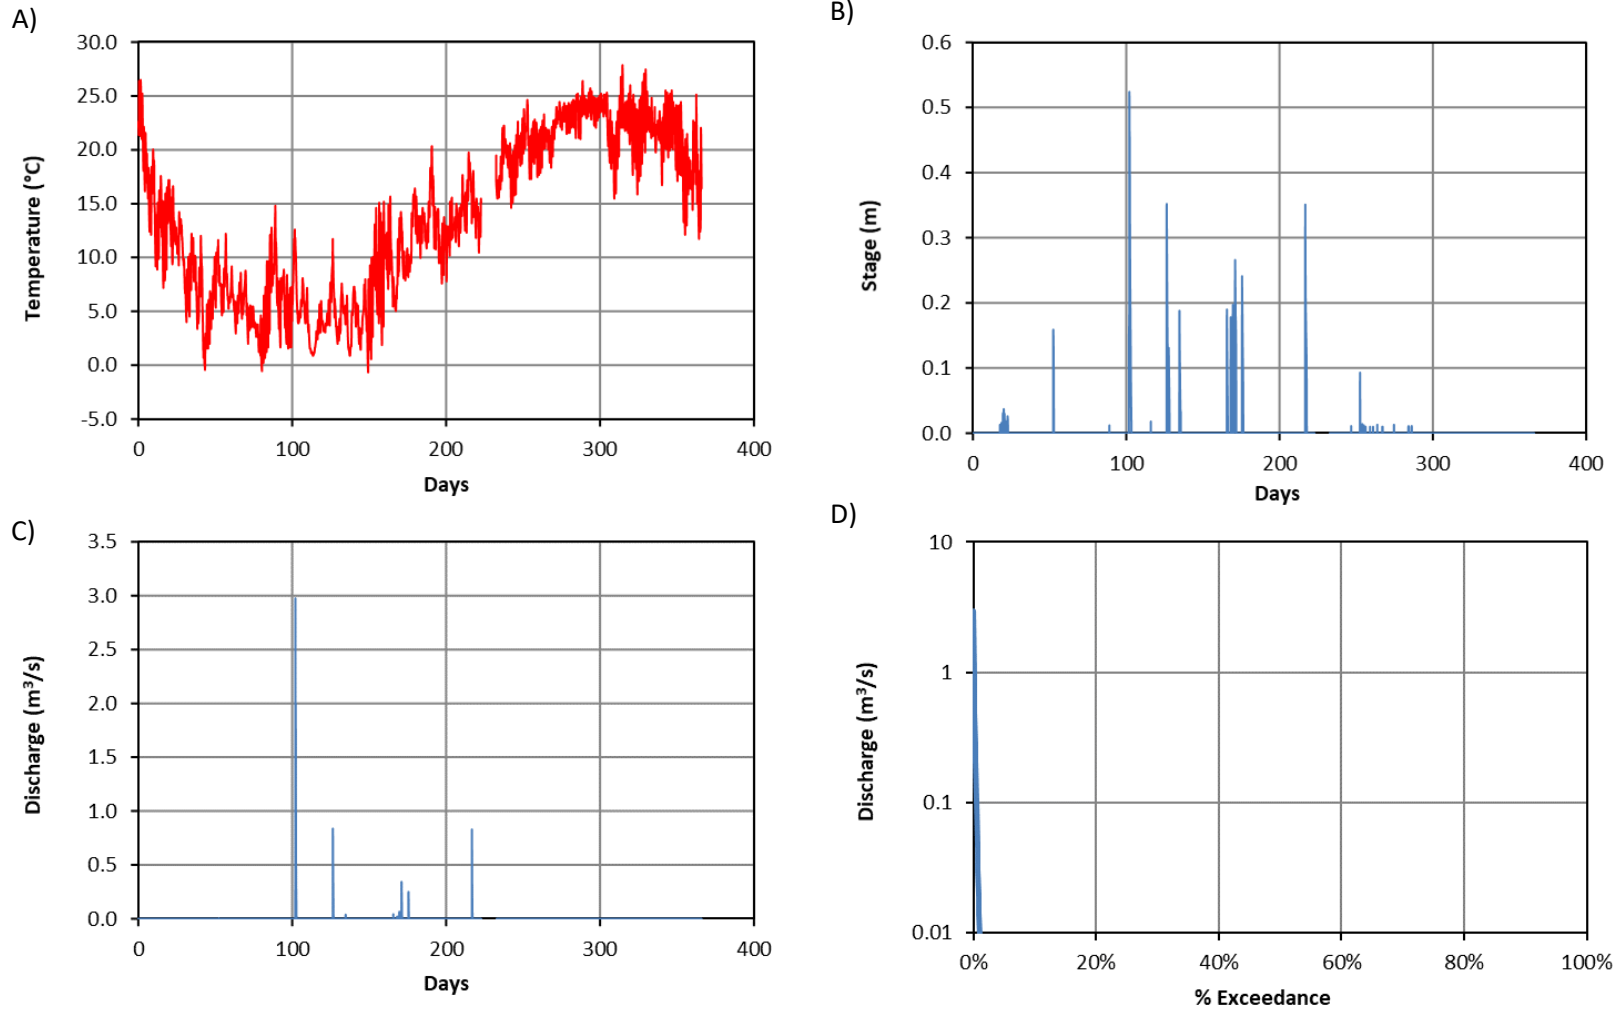 A)
30.0
25.0
20.0
15.0
10.0
5.0
0.0
-5.0
Temperature (°C)
0 100 200 300 400
Days
B)
0.6
0.5
0.4
0.3
0.2
0.1
0.0
Stage (m)
0 100 200 300 400
Days
C)
3.5
3.0
2.5
2.0
1.5
1.0
0.5
0.0
Discharge (m³/s)
0 100 200 300 400
Days
D)
10
1
0.1
0.01
Discharge (m³/s)
0% 20% 40% 60% 80% 100%
% Exceedance